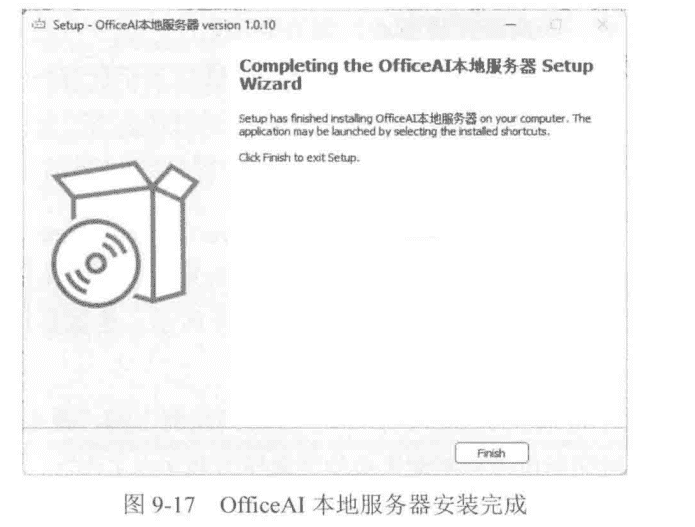 Setup - OfficeAI本地服务器 version 1.0.10
Completing the OfficeAI本地服务器 Setup
Wizard
Setup has finished installing OfficeAI本地服务器 on your computer. The
application may be launched by selecting the installed shortcuts.
Click Finish to exit Setup.
Finish
图 9-17 OfficeAI 本地服务器安装完成